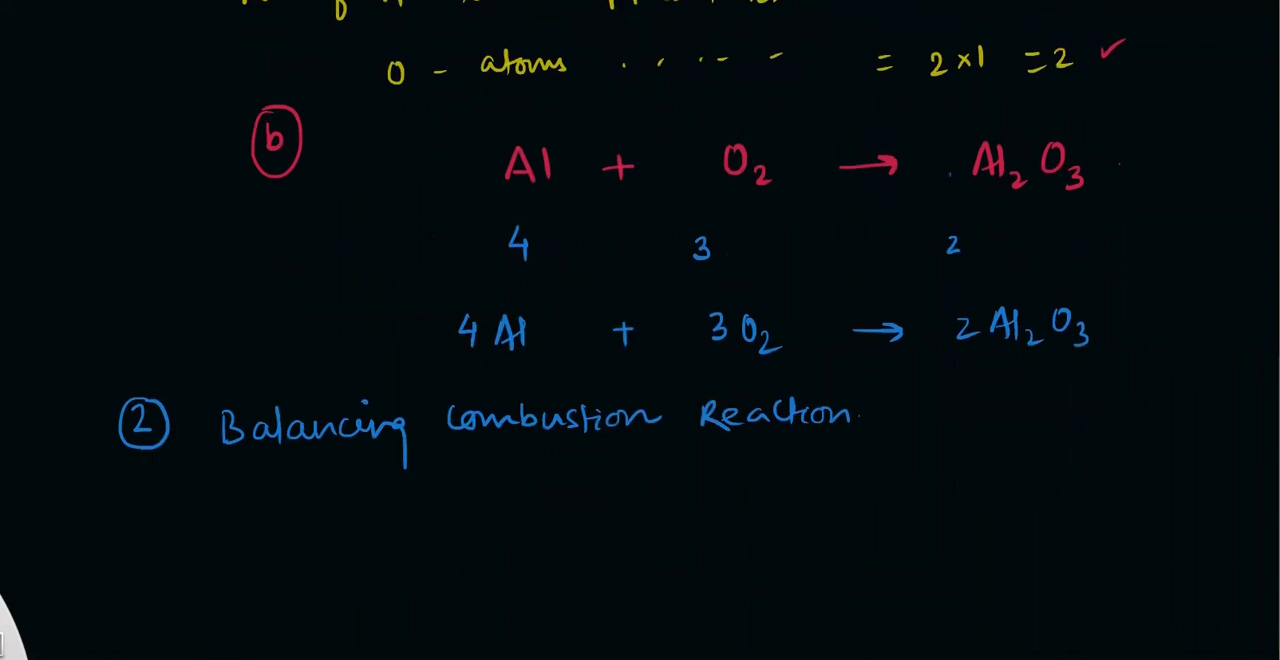 O - atoms ..... - = 2×1 = 2 ✓
b
Al + O₂ → Al₂O₃
4 3 2
4Al + 3O₂ → 2Al₂O₃
2 Balancing Combustion Reaction.